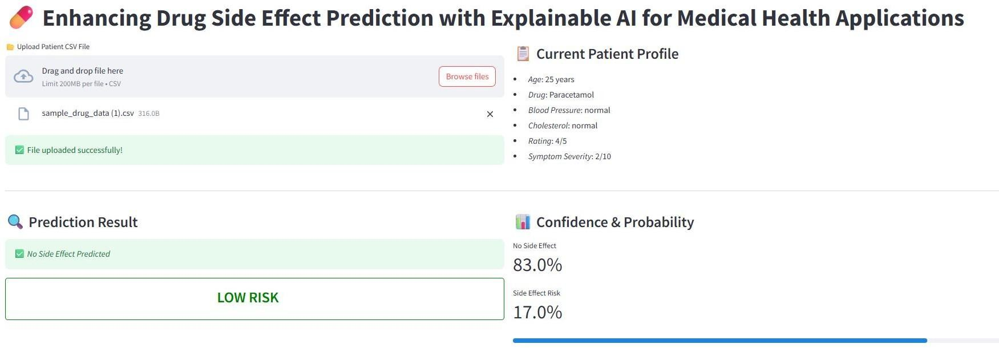 Enhancing Drug Side Effect Prediction with Explainable AI for Medical Health Applications
Upload Patient CSV File
Drag and drop file here
Limit 200MB per file • CSV
Browse files
sample_drug_data (1).csv 316.0B
File uploaded successfully!
Current Patient Profile
• Age: 25 years
• Drug: Paracetamol
• Blood Pressure: normal
• Cholesterol: normal
• Rating: 4/5
• Symptom Severity: 2/10
Prediction Result
No Side Effect Predicted
LOW RISK
Confidence & Probability
No Side Effect
83.0%
Side Effect Risk
17.0%